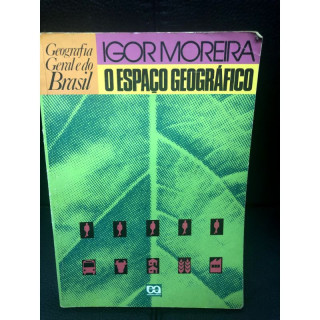 Geografia
Geral e do
Brasil
IGOR MOREIRA
O ESPAÇO GEOGRÁFICO